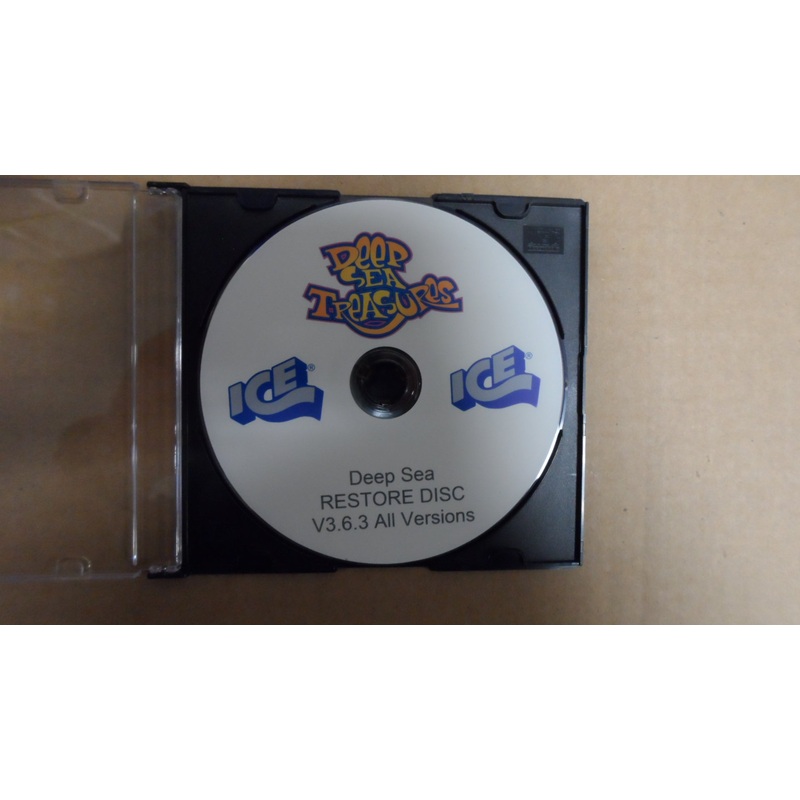 DEEP
SEA
TREASURES
ICE®
ICE®
Deep Sea
RESTORE DISC
V3.6.3 All Versions